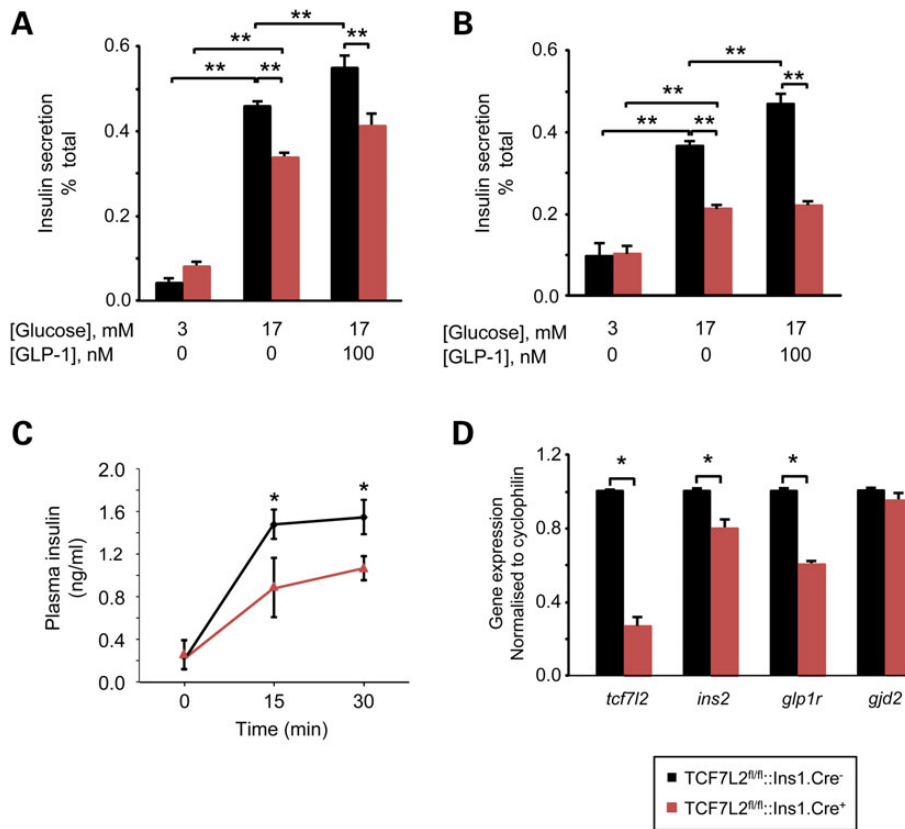 A
Insulin secretion
% total
0.6
0.4
0.2
0.0
** ** ** ** **
[Glucose], mM 3 17 17
[GLP-1], nM 0 0 100
B
Insulin secretion
% total
0.6
0.4
0.2
0.0
** ** ** ** **
[Glucose], mM 3 17 17
[GLP-1], nM 0 0 100
C
Plasma insulin
(ng/ml)
2.0
1.6
1.2
0.8
0.4
0.0
* *
0 15 30
Time (min)
D
Gene expression
Normalised to cyclophilin
1.2
0.8
0.4
0.0
* * *
tcf7l2 ins2 glp1r gjd2
TCF7L2fl/fl::Ins1.Cre-
TCF7L2fl/fl::Ins1.Cre+